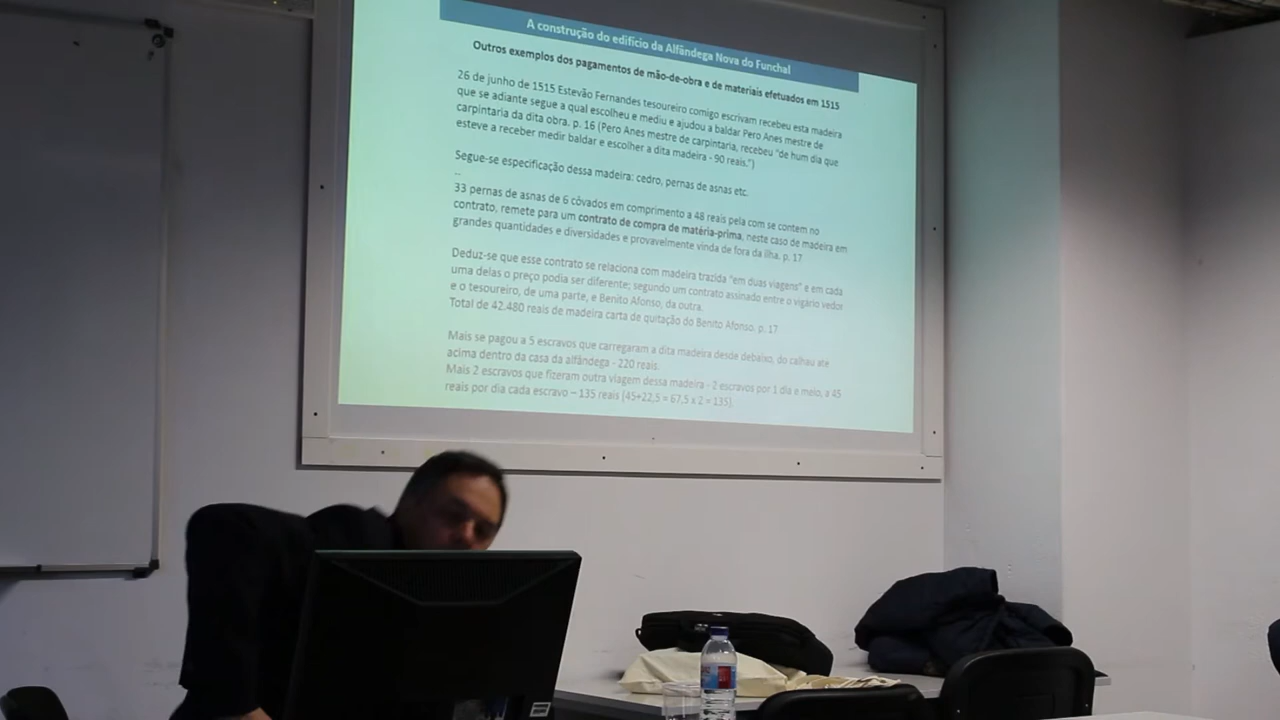 A construção do edifício da Alfândega Nova do Funchal
Outros exemplos dos pagamentos de mão-de-obra e de materiais efetuados em 1515
26 de junho de 1515 Estevão Fernandes tesoureiro comigo escrivam recebeu esta madeira
que se adiante segue a qual escolheu e mediu e ajudou a baldar Pero Anes mestre de
carpintaria da dita obra. p. 16 (Pero Anes mestre de carpintaria, recebeu "de hum dia que
esteve a receber medir baldar e escolher a dita madeira - 90 reais.")
Segue-se especificação dessa madeira: cedro, pernas de asnas etc.
...
33 pernas de asnas de 6 côvados em comprimento a 48 reais pela com se contem no
contrato, remete para um contrato de compra de matéria-prima, neste caso de madeira em
grandes quantidades e diversidades e provavelmente vinda de fora da ilha. p. 17
Deduz-se que esse contrato se relaciona com madeira trazida "em duas viagens" e em cada
uma delas o preço podia ser diferente; segundo um contrato assinado entre o vigário vedor
e o tesoureiro, de uma parte, e Benito Afonso, da outra.
Total de 42.480 reais de madeira carta de quitação do Benito Afonso. p. 17
Mais se pagou a 5 escravos que carregaram a dita madeira desde debaixo, do calhau ate
acima dentro da casa da alfândega - 220 reais.
Mais 2 escravos que fizeram outra viagem dessa madeira - 2 escravos por 1 dia e meio, a 45
reais por dia cada escravo – 135 reais (45+22,5 = 67,5 x 2 = 135).